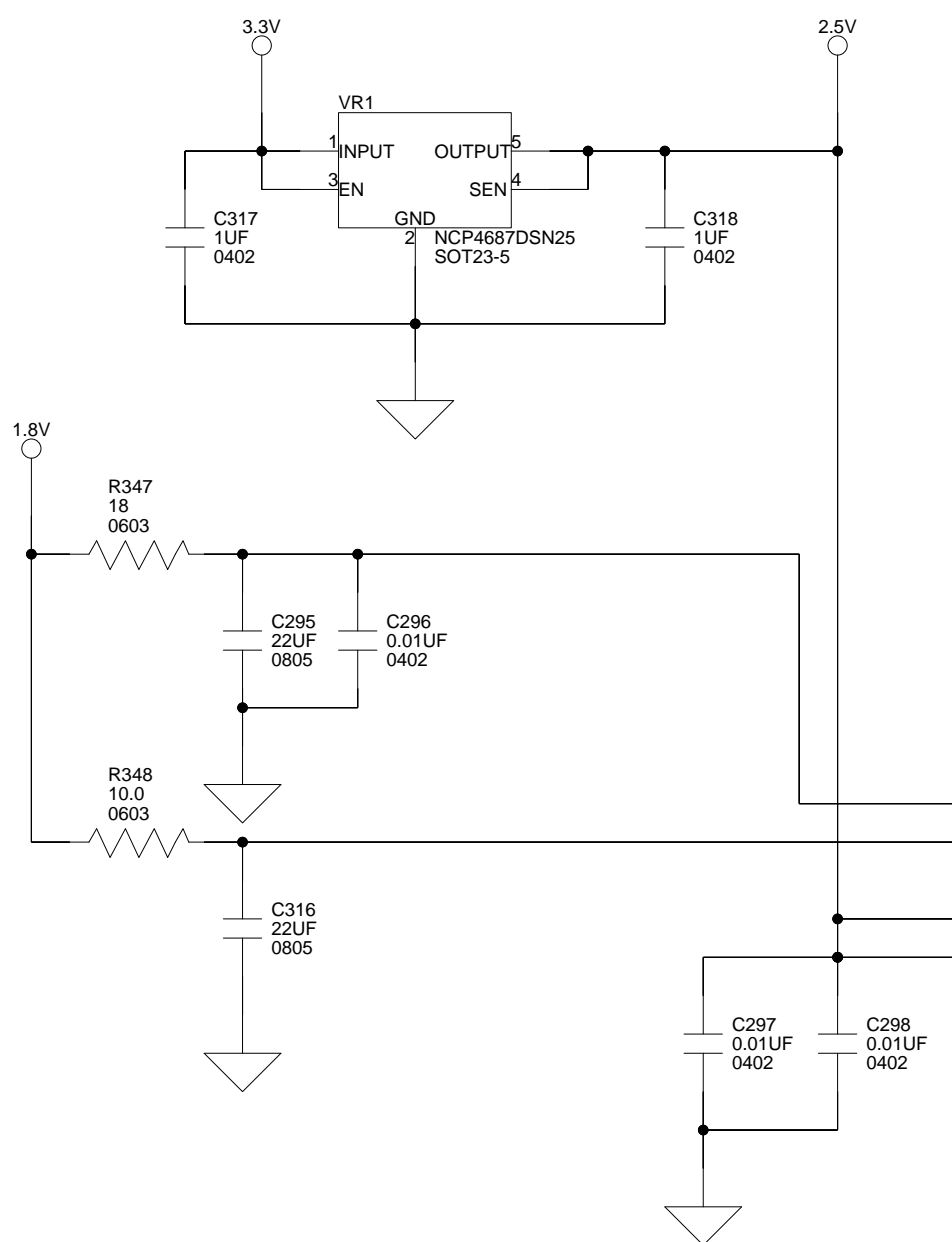 3.3V
2.5V
VR1
1
INPUT
OUTPUT
5
3
EN
SEN
4
GND
2
NCP4687DSN25
SOT23-5
C317
1UF
0402
C318
1UF
0402
1.8V
R347
18
0603
C295
22UF
0805
C296
0.01UF
0402
R348
10.0
0603
C316
22UF
0805
C297
0.01UF
0402
C298
0.01UF
0402